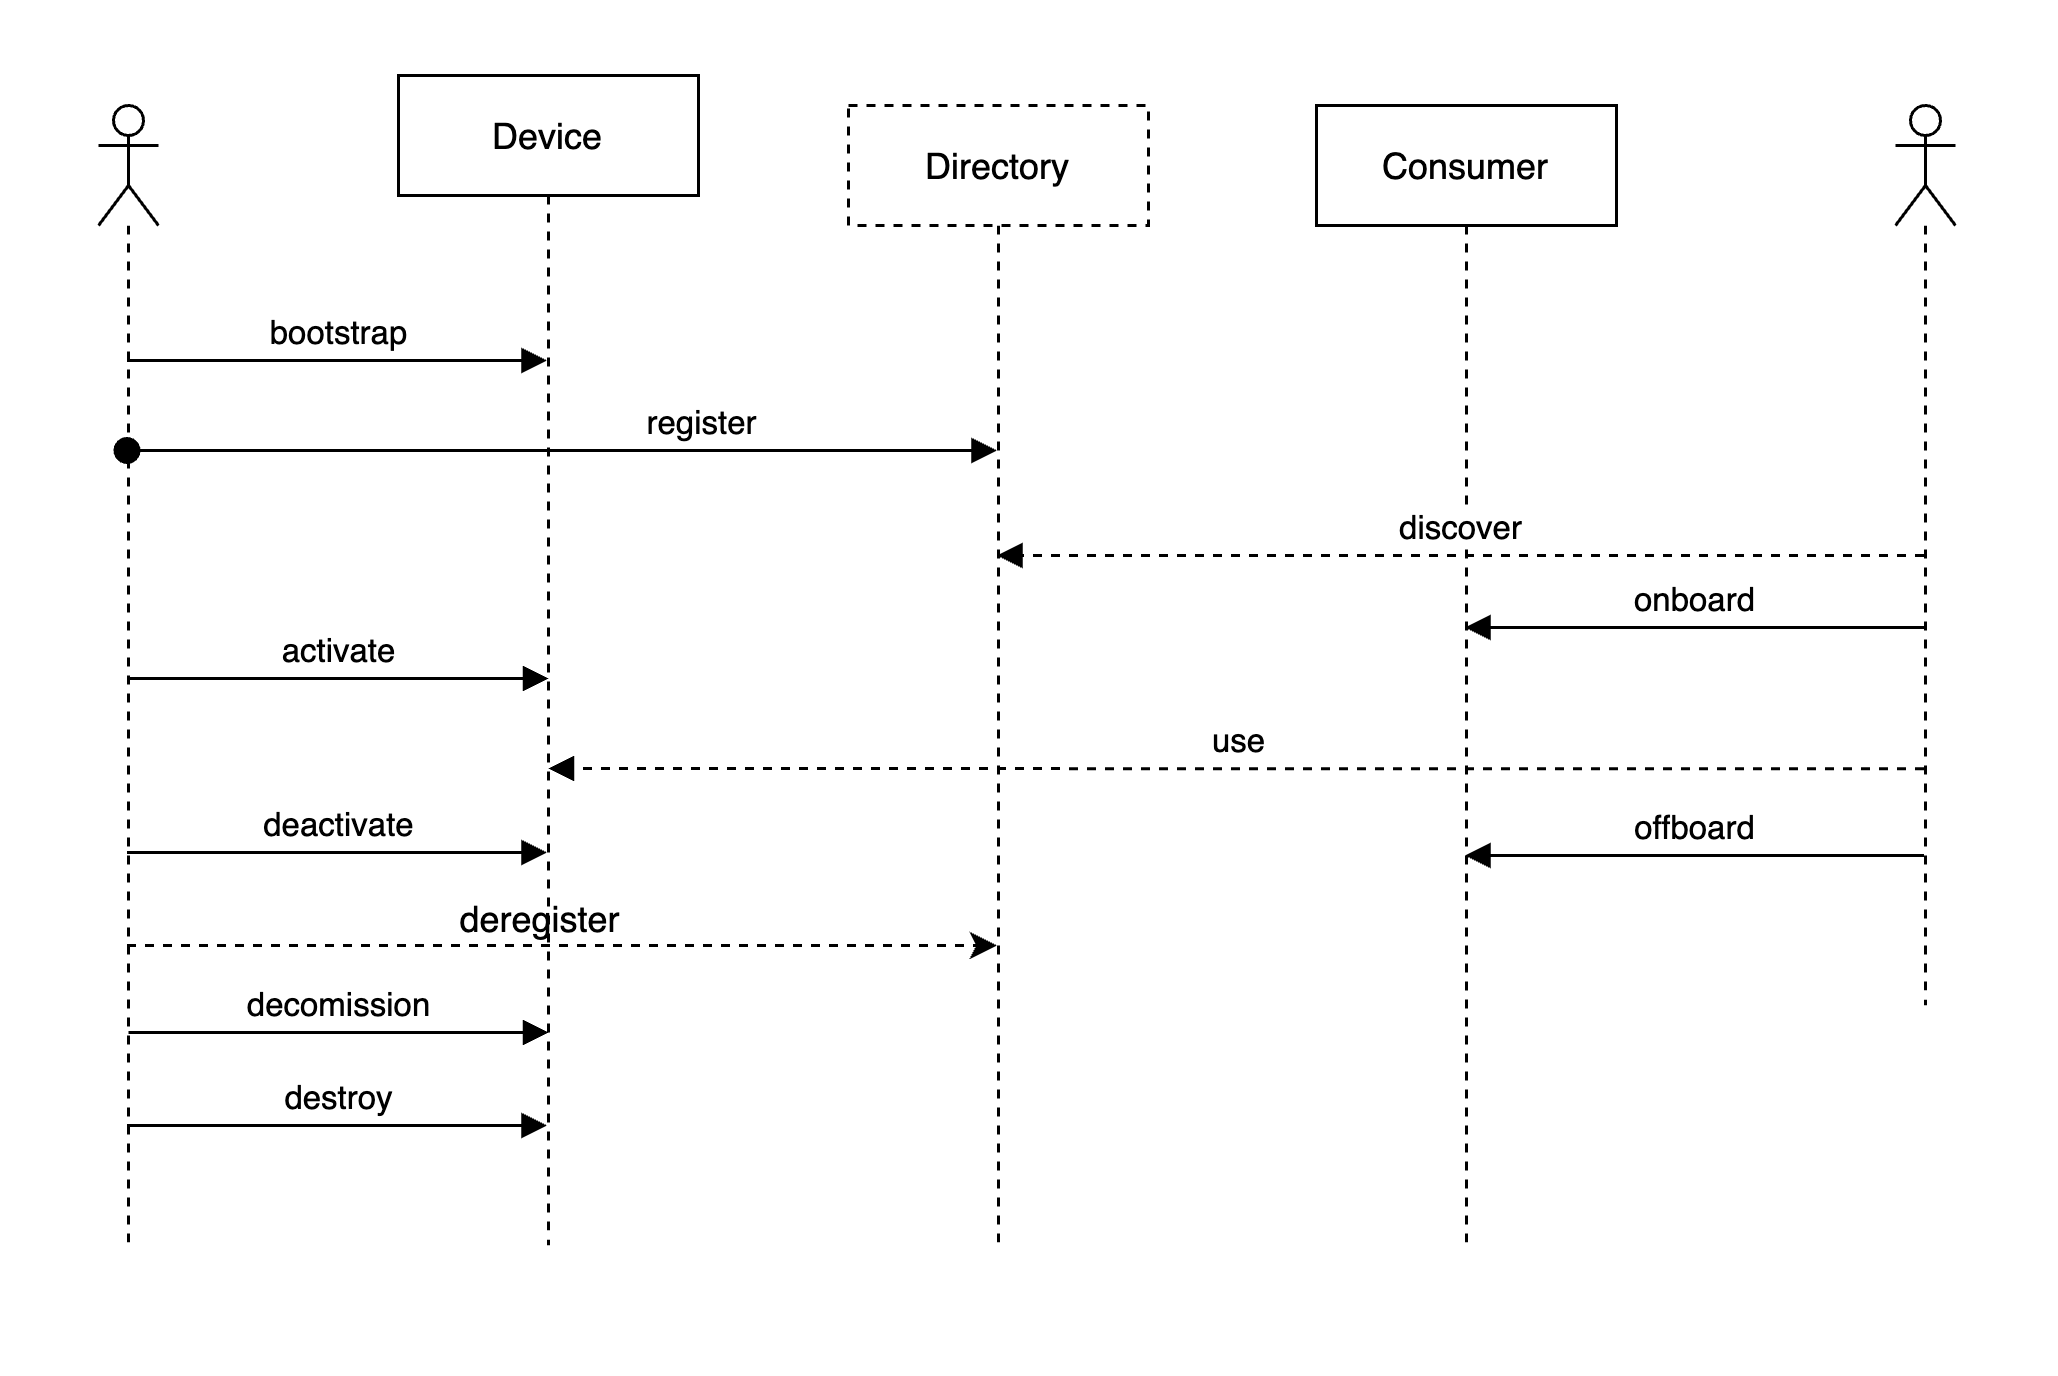 Device
Directory
Consumer
bootstrap
register
discover
onboard
activate
use
deactivate
offboard
deregister
decomission
destroy